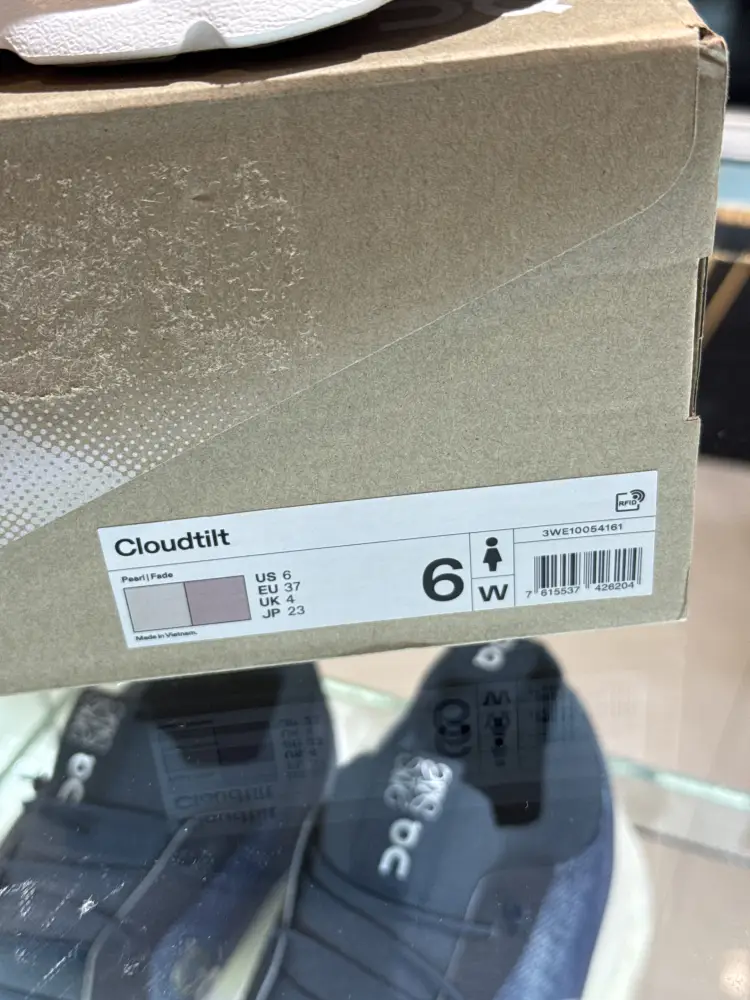 Cloudtilt
RFID
3WE10054161
Pearl | Fade
US 6
EU 37
UK 4
JP 23
Made in Vietnam.
6
W
7 615537 426204